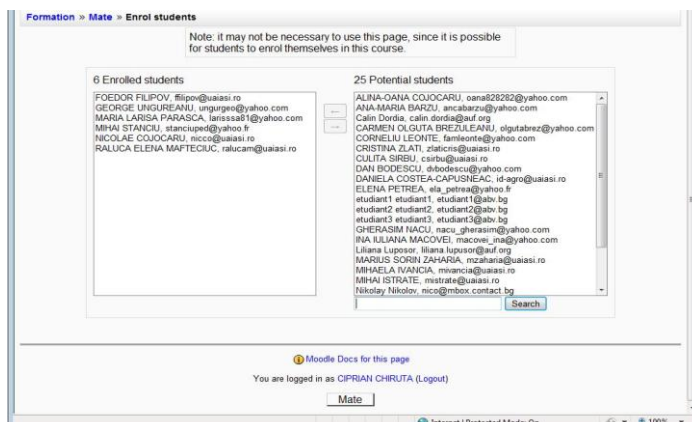 Formation » Mate » Enrol students
Note: it may not be necessary to use this page, since it is possible
for students to enrol themselves in this course.
6 Enrolled students
FOEDOR FILIPOV, ffilipov@uaiasi.ro
GEORGE UNGUREANU, ungurgeo@yahoo.com
MARIA LARISA PARASCA, larisssa81@yahoo.com
MIHAI STANCIU, stanciuped@yahoo.fr
NICOLAE COJOCARU, nicco@uaiasi.ro
RALUCA ELENA MAFTECIUC, ralucam@uaiasi.ro
25 Potential students
ALINA-OANA COJOCARU, oana828282@yahoo.com
ANA-MARIA BARZU, ancabarzu@yahoo.com
Calin Dordia, calin.dordia@auf.org
CARMEN OLGUTA BREZULEANU, olgutabrez@yahoo.com
CORNELIU LEONTE, famleonte@yahoo.com
CRISTINA ZLATI, zlaticris@uaiasi.ro
CULITA SIRBU, csirbu@uaiasi.ro
DAN BODESCU, dvbodescu@yahoo.com
DANIELA COSTEA-CAPUSNEAC, id-agro@uaiasi.ro
ELENA PETREA, ela_petrea@yahoo.fr
etudiant1 etudiant1, etudiant1@abv.bg
etudiant2 etudiant2, etudiant2@abv.bg
etudiant3 etudiant3, etudiant3@abv.bg
GHERASIM NACU, nacu_gherasim@yahoo.com
INA IULIANA MACOVEI, macovei_ina@yahoo.com
Liliana Luposor, liliana.lupusor@auf.org
MARIUS SORIN ZAHARIA, mzaharia@uaiasi.ro
MIHAELA IVANCIA, mivancia@uaiasi.ro
MIHAI ISTRATE, mistrate@uaiasi.ro
Nikolay Nikolov, nico@mbox.contact.bg
Search
Moodle Docs for this page
You are logged in as CIPRIAN CHIRUTA (Logout)
Mate
Internet | Protected Mode: On
100%